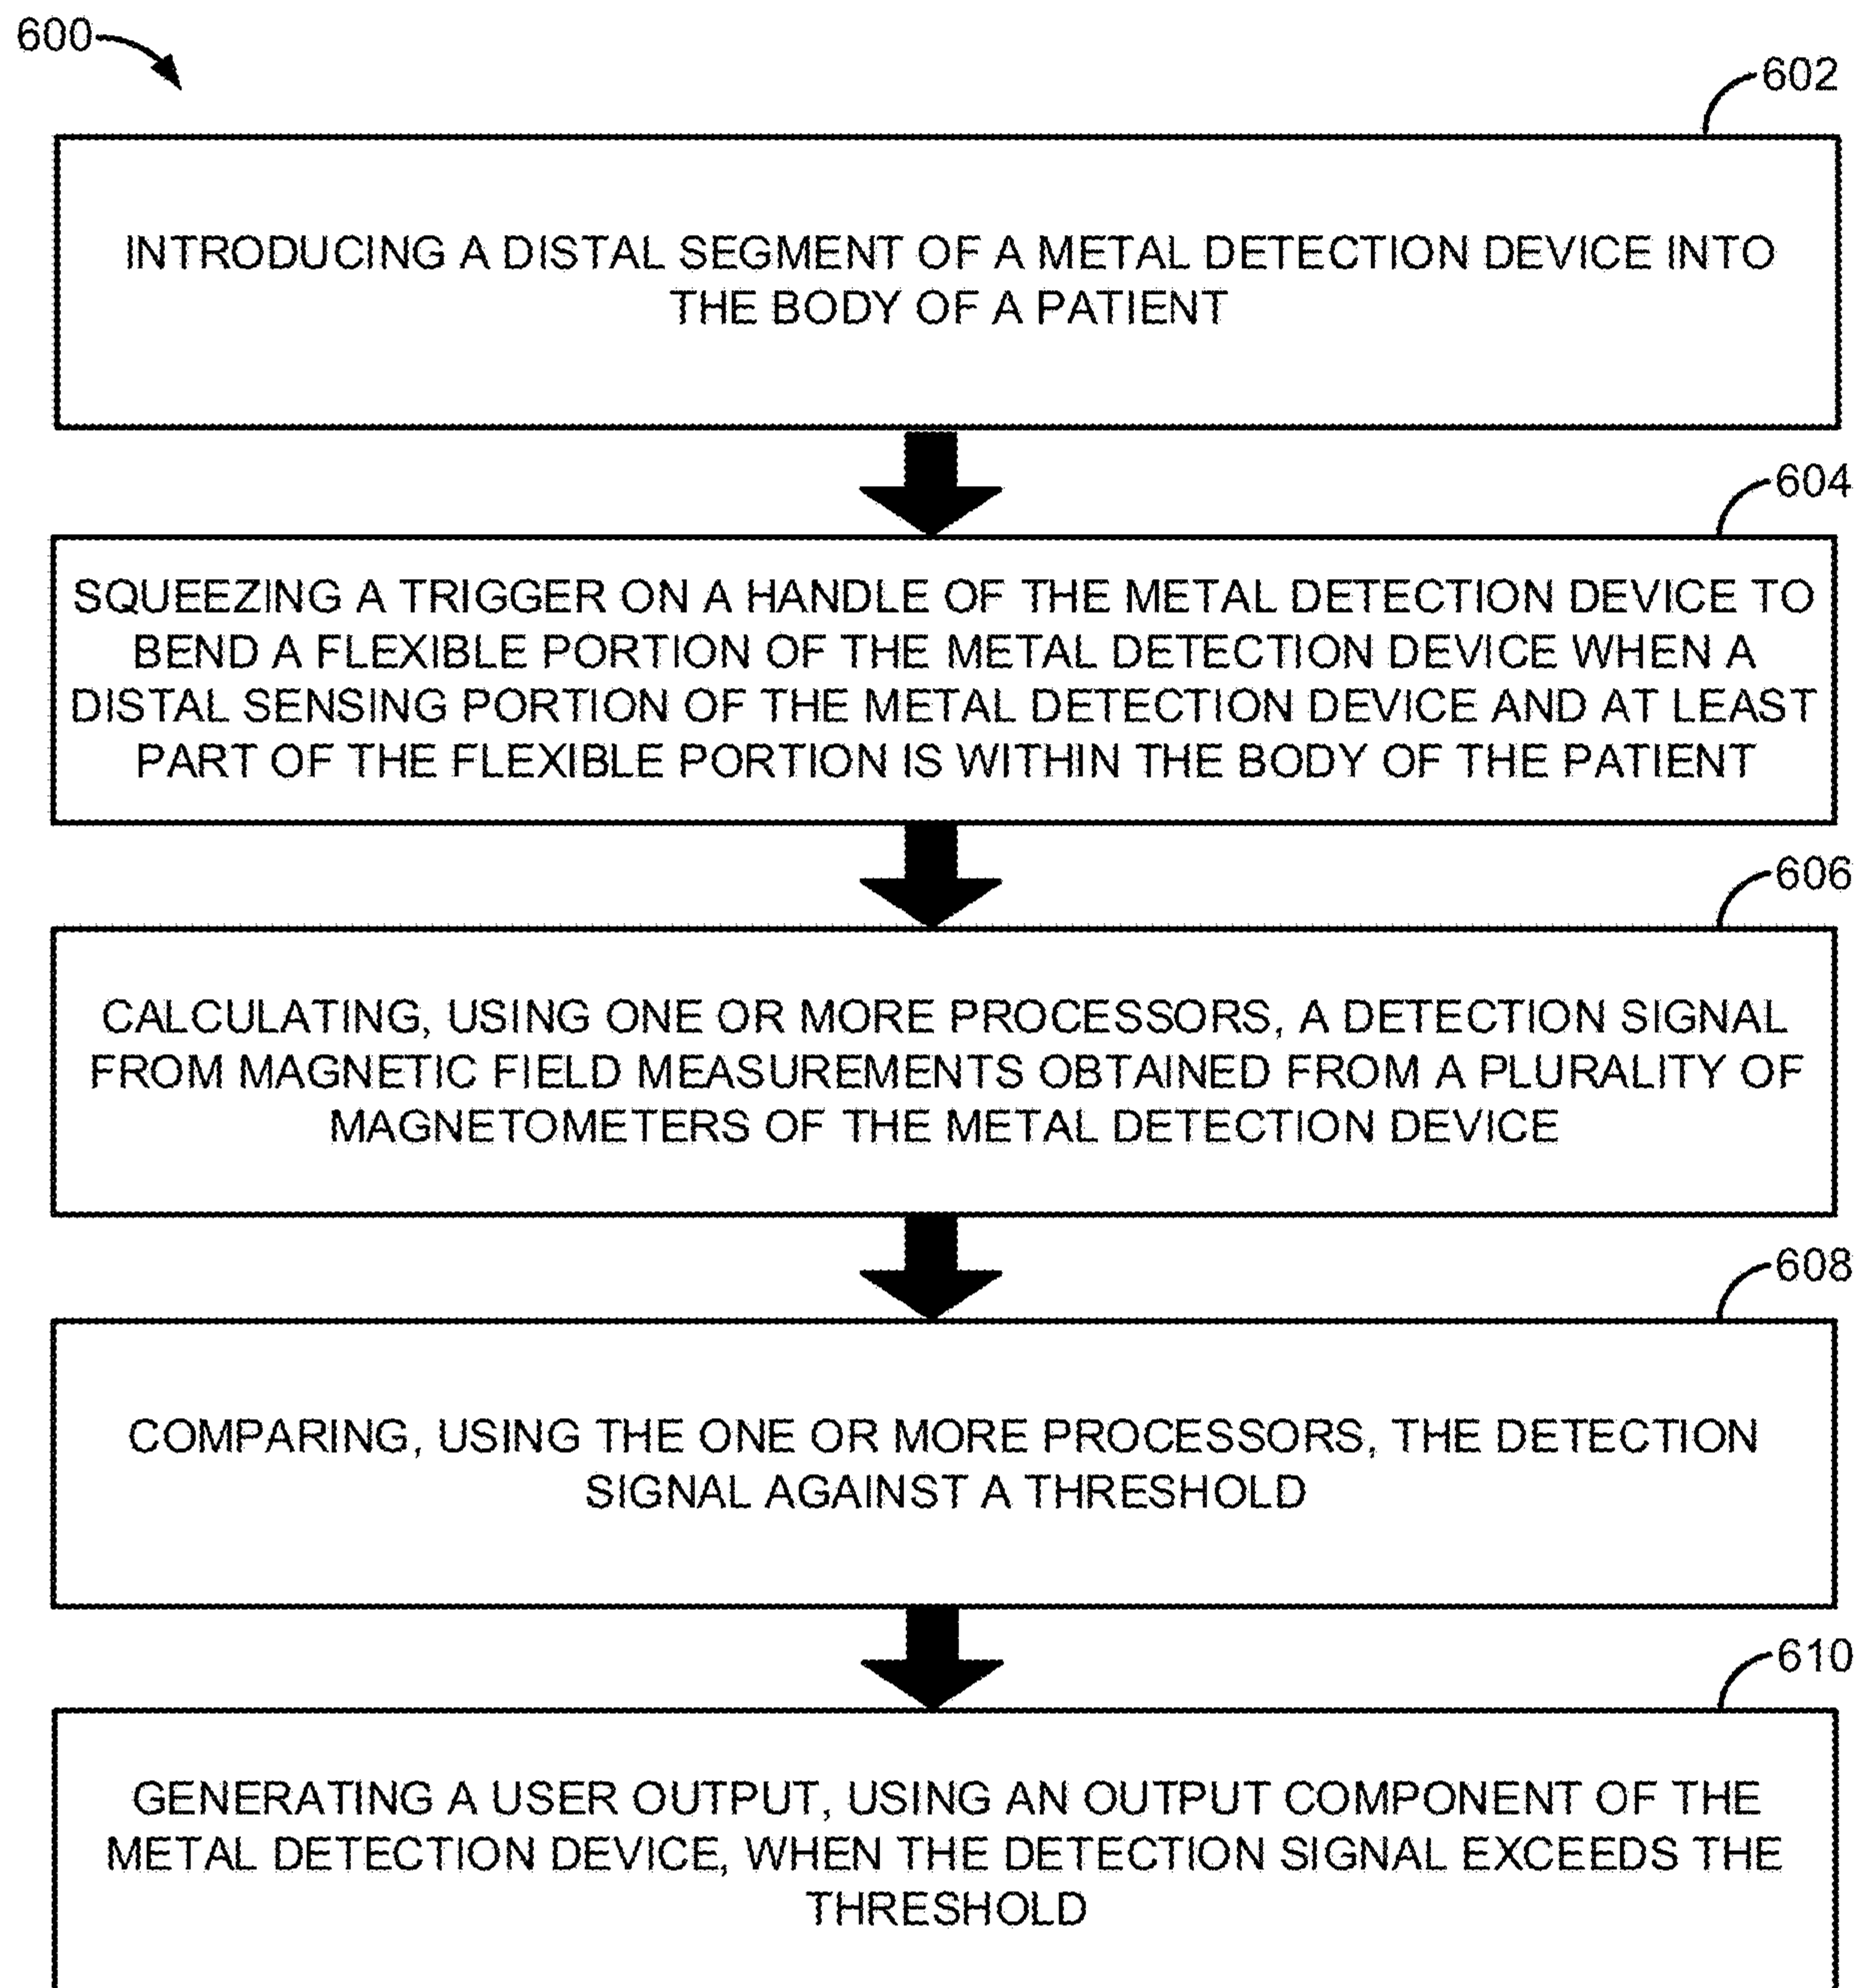 600
602
INTRODUCING A DISTAL SEGMENT OF A METAL DETECTION DEVICE INTO
THE BODY OF A PATIENT
604
SQUEEZING A TRIGGER ON A HANDLE OF THE METAL DETECTION DEVICE TO
BEND A FLEXIBLE PORTION OF THE METAL DETECTION DEVICE WHEN A
DISTAL SENSING PORTION OF THE METAL DETECTION DEVICE AND AT LEAST
PART OF THE FLEXIBLE PORTION IS WITHIN THE BODY OF THE PATIENT
606
CALCULATING, USING ONE OR MORE PROCESSORS, A DETECTION SIGNAL
FROM MAGNETIC FIELD MEASUREMENTS OBTAINED FROM A PLURALITY OF
MAGNETOMETERS OF THE METAL DETECTION DEVICE
608
COMPARING, USING THE ONE OR MORE PROCESSORS, THE DETECTION
SIGNAL AGAINST A THRESHOLD
610
GENERATING A USER OUTPUT, USING AN OUTPUT COMPONENT OF THE
METAL DETECTION DEVICE, WHEN THE DETECTION SIGNAL EXCEEDS THE
THRESHOLD